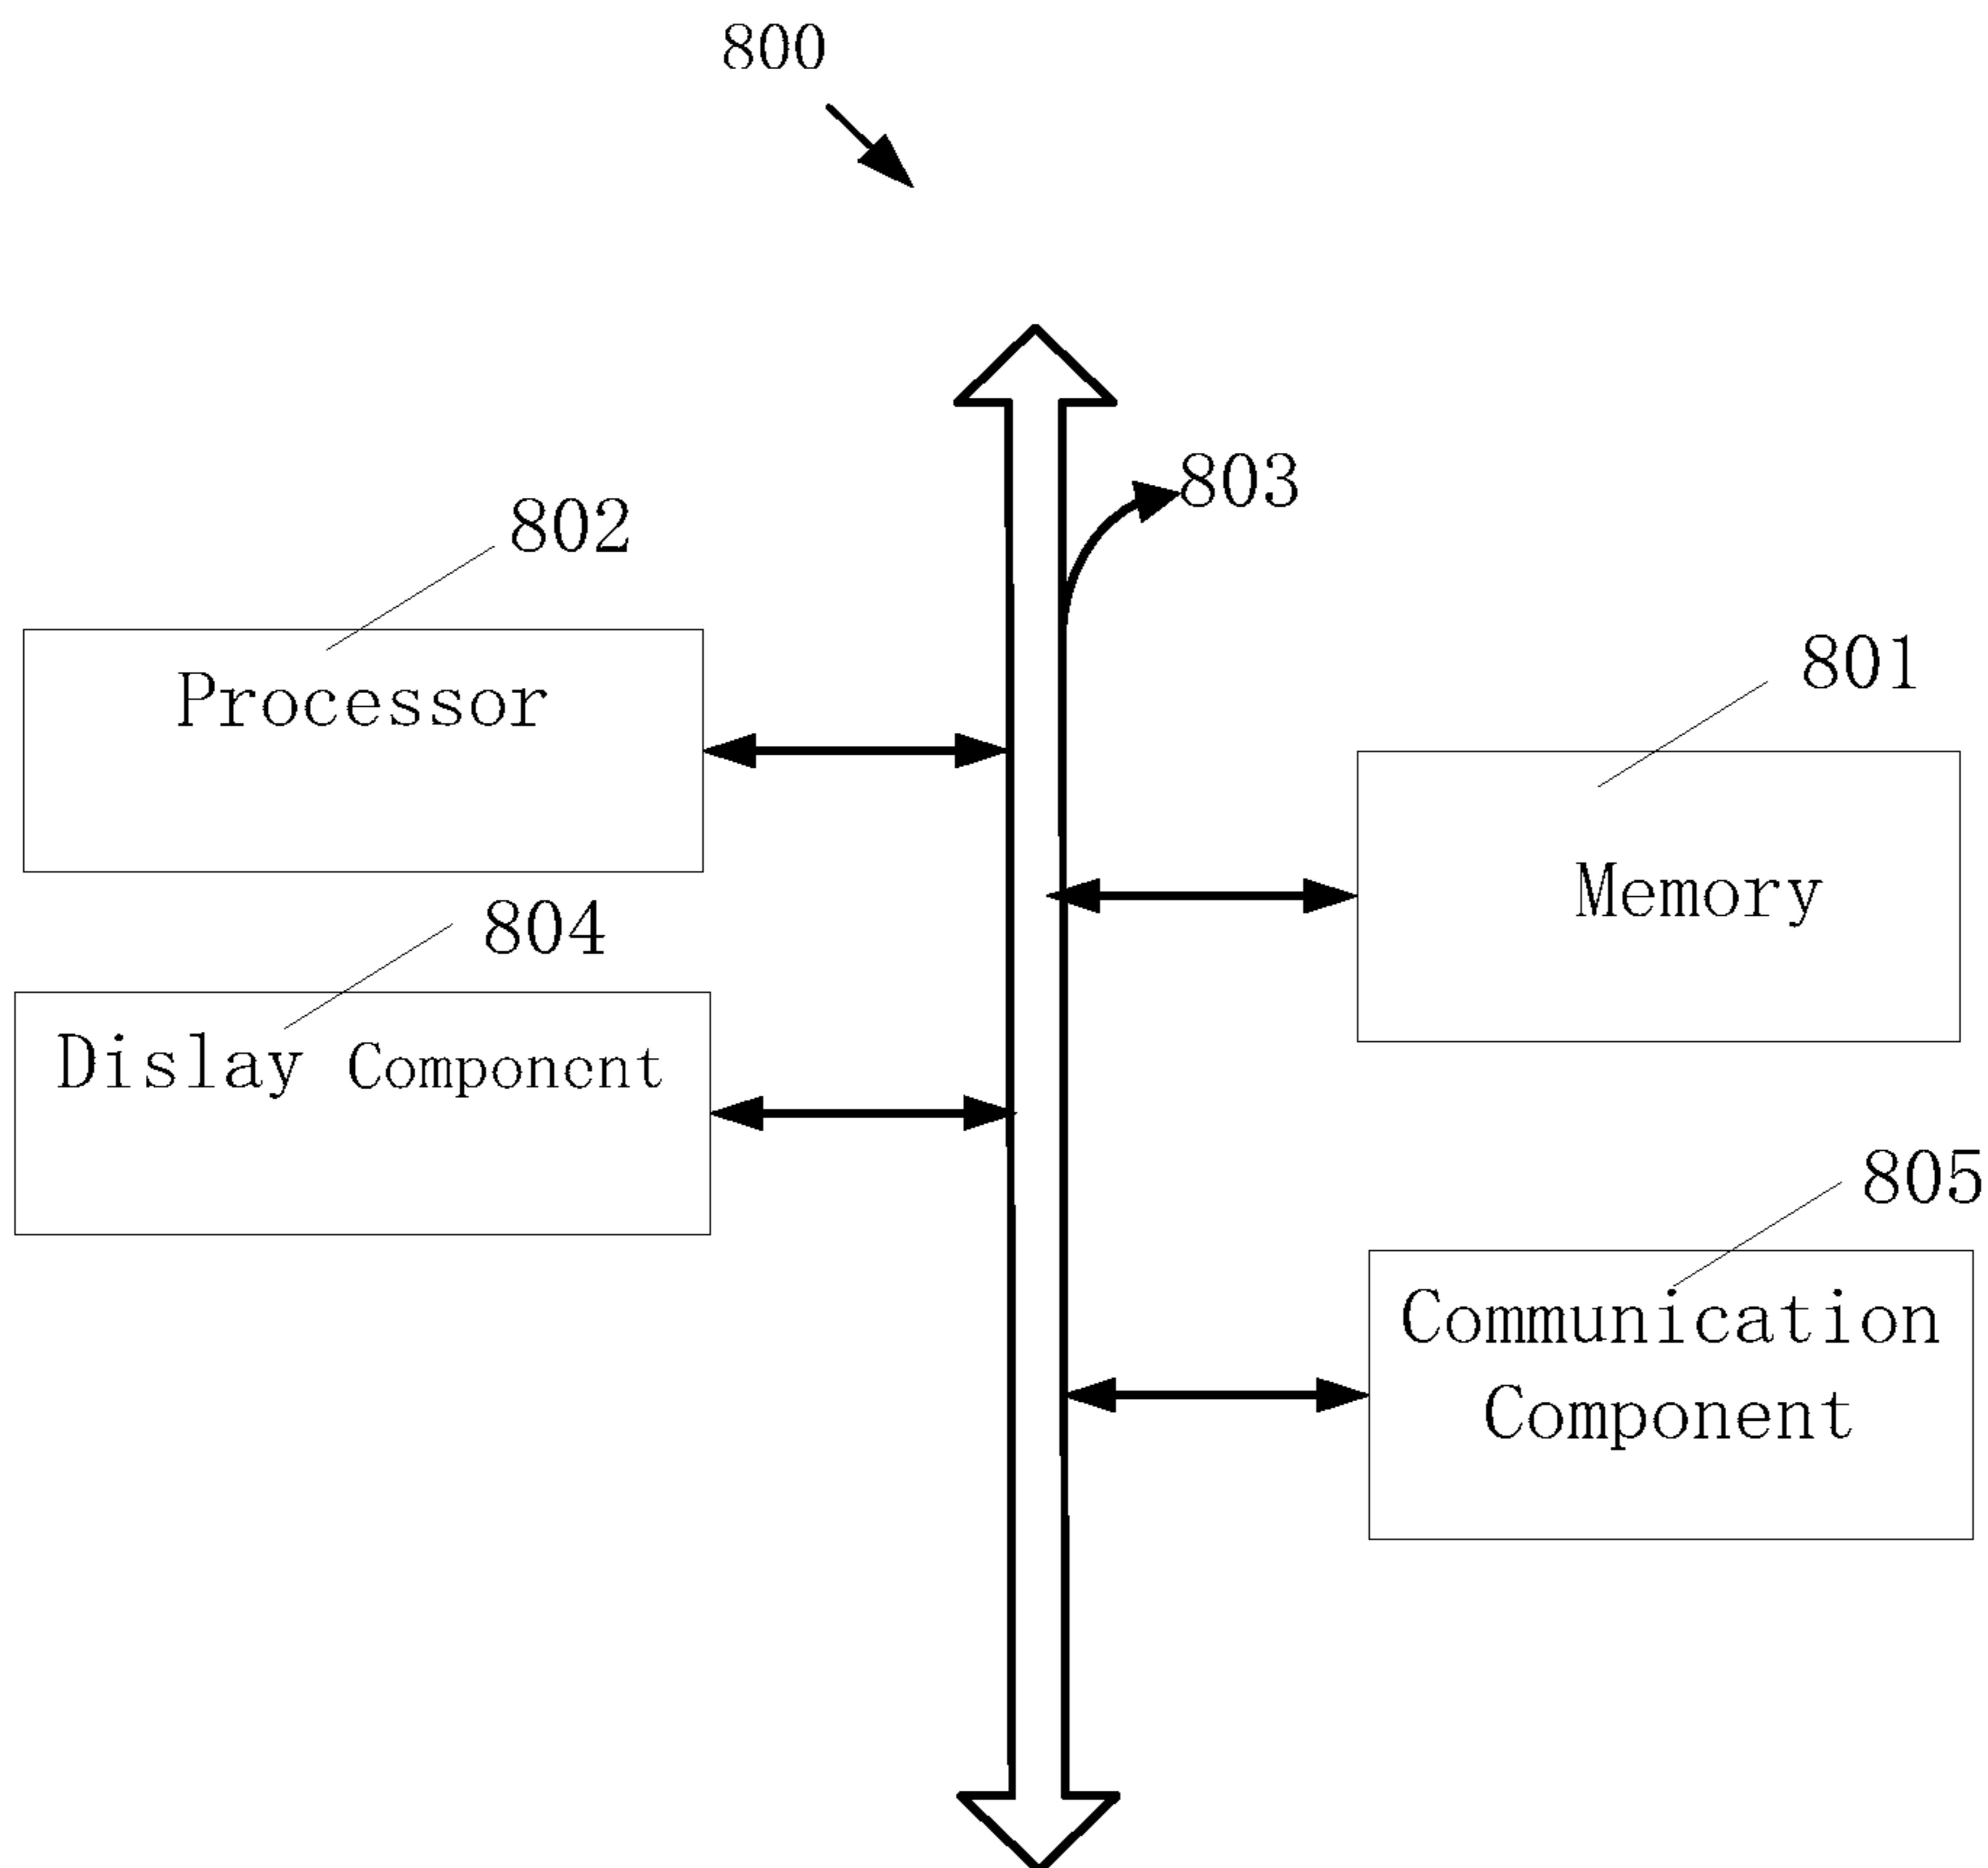 800
803
802
Processor
801
Memory
804
Dislay Component
805
Communication
Component